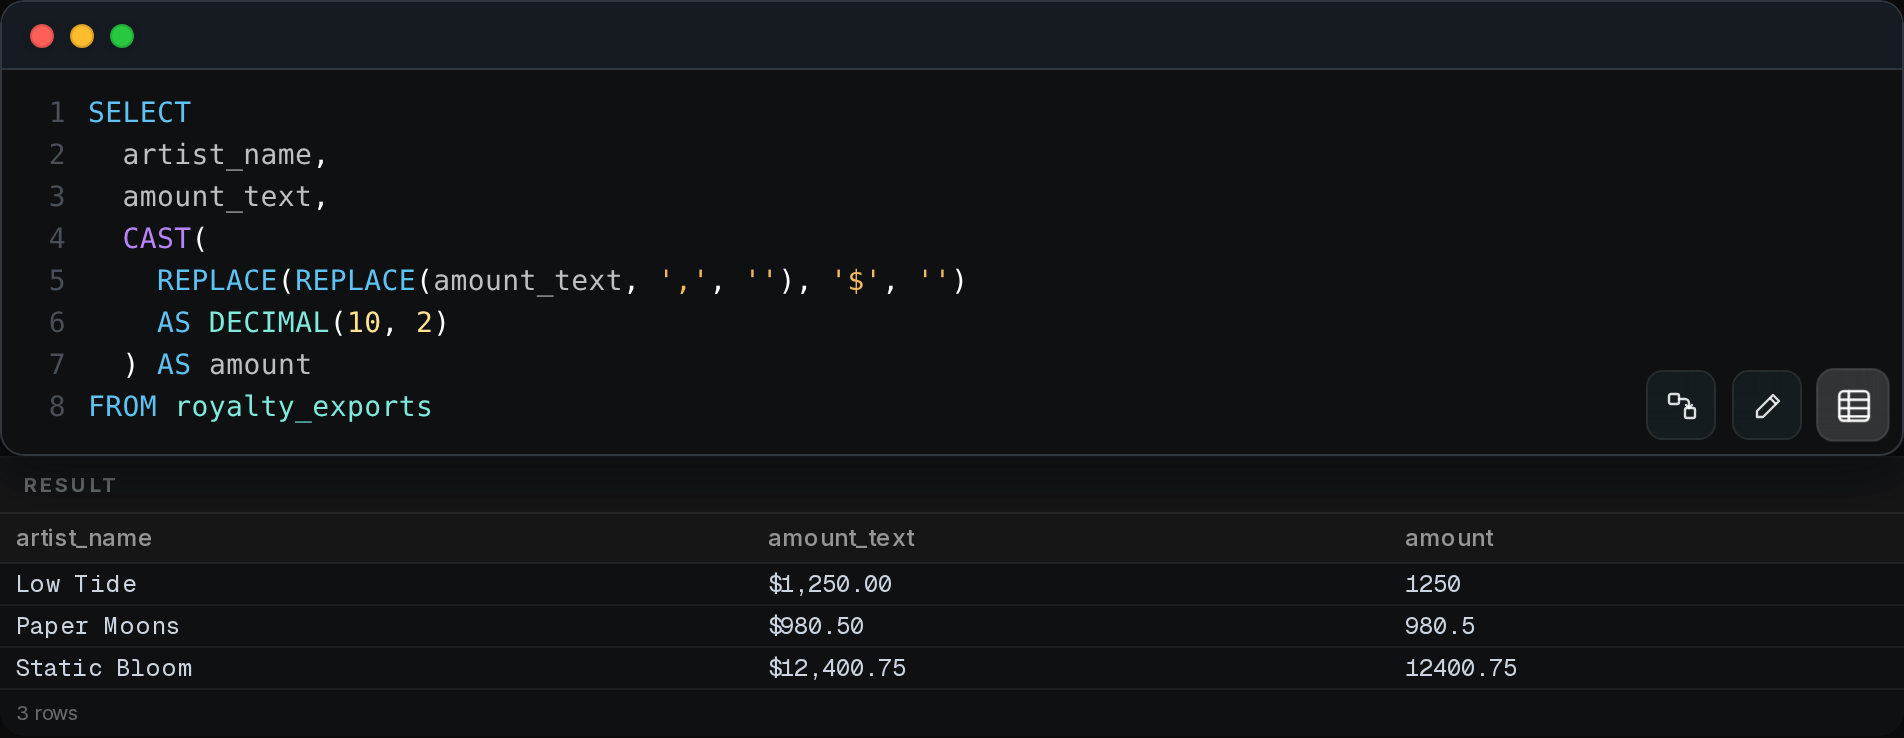 1 SELECT
2   artist_name,
3   amount_text,
4   CAST(
5     REPLACE(REPLACE(amount_text, ',', ''), '$', '')
6     AS DECIMAL(10, 2)
7   ) AS amount
8 FROM royalty_exports
RESULT
artist_name amount_text amount
Low Tide $1,250.00 1250
Paper Moons $980.50 980.5
Static Bloom $12,400.75 12400.75
3 rows